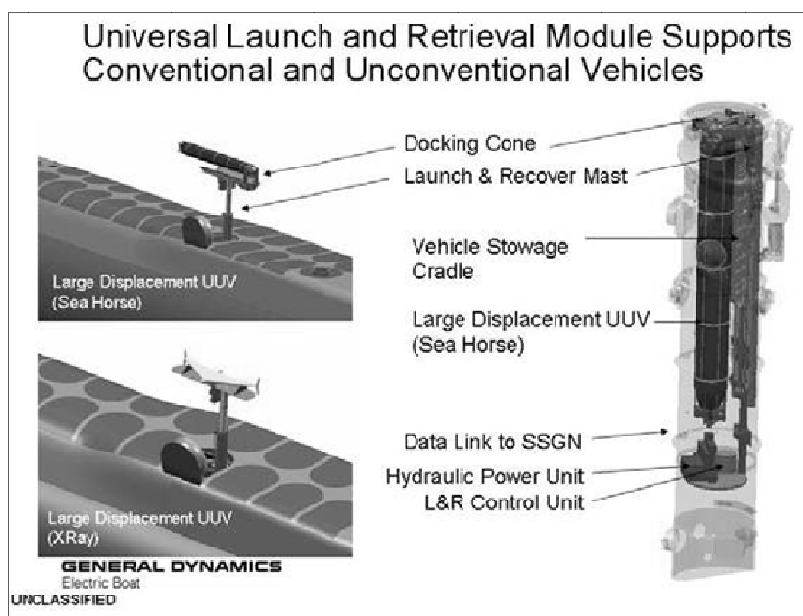 Universal Launch and Retrieval Module Supports
Conventional and Unconventional Vehicles
Docking Cone
Launch & Recover Mast
Vehicle Stowage
Cradle
Large Displacement UUV
(Sea Horse)
Large Displacement UUV
(Sea Horse)
Data Link to SSGN
Hydraulic Power Unit
L&R Control Unit
Large Displacement UUV
(XRay)
GENERAL DYNAMICS
Electric Boat
UNCLASSIFIED